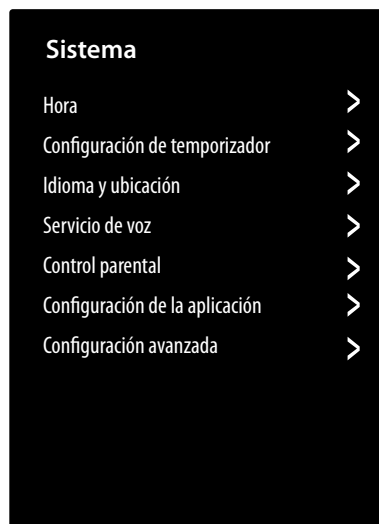 Sistema
Hora
Configuración de temporizador
Idioma y ubicación
Servicio de voz
Control parental
Configuración de la aplicación
Configuración avanzada